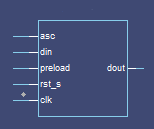 asc
din
preload dout
rst_s
clk